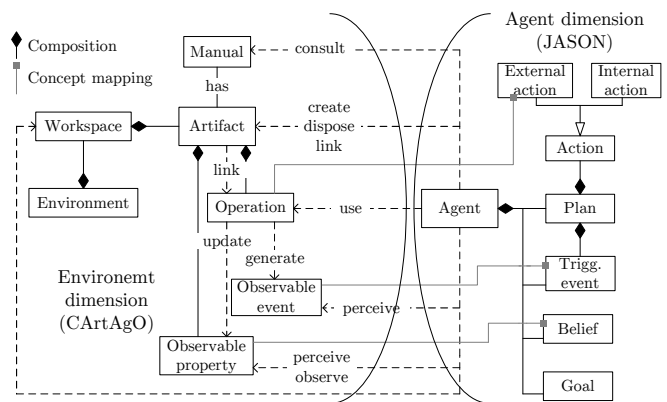 Composition
Concept mapping
Manual
has
consult
Agent dimension
(JASON)
External
action
Internal
action
Workspace
Artifact
create
dispose
link
Action
link
Environment
Operation
use
Agent
Plan
update
generate
Environemt
dimension
(CArtAgO)
Observable
event
perceive
Trigg.
event
Observable
property
perceive
observe
Belief
Goal